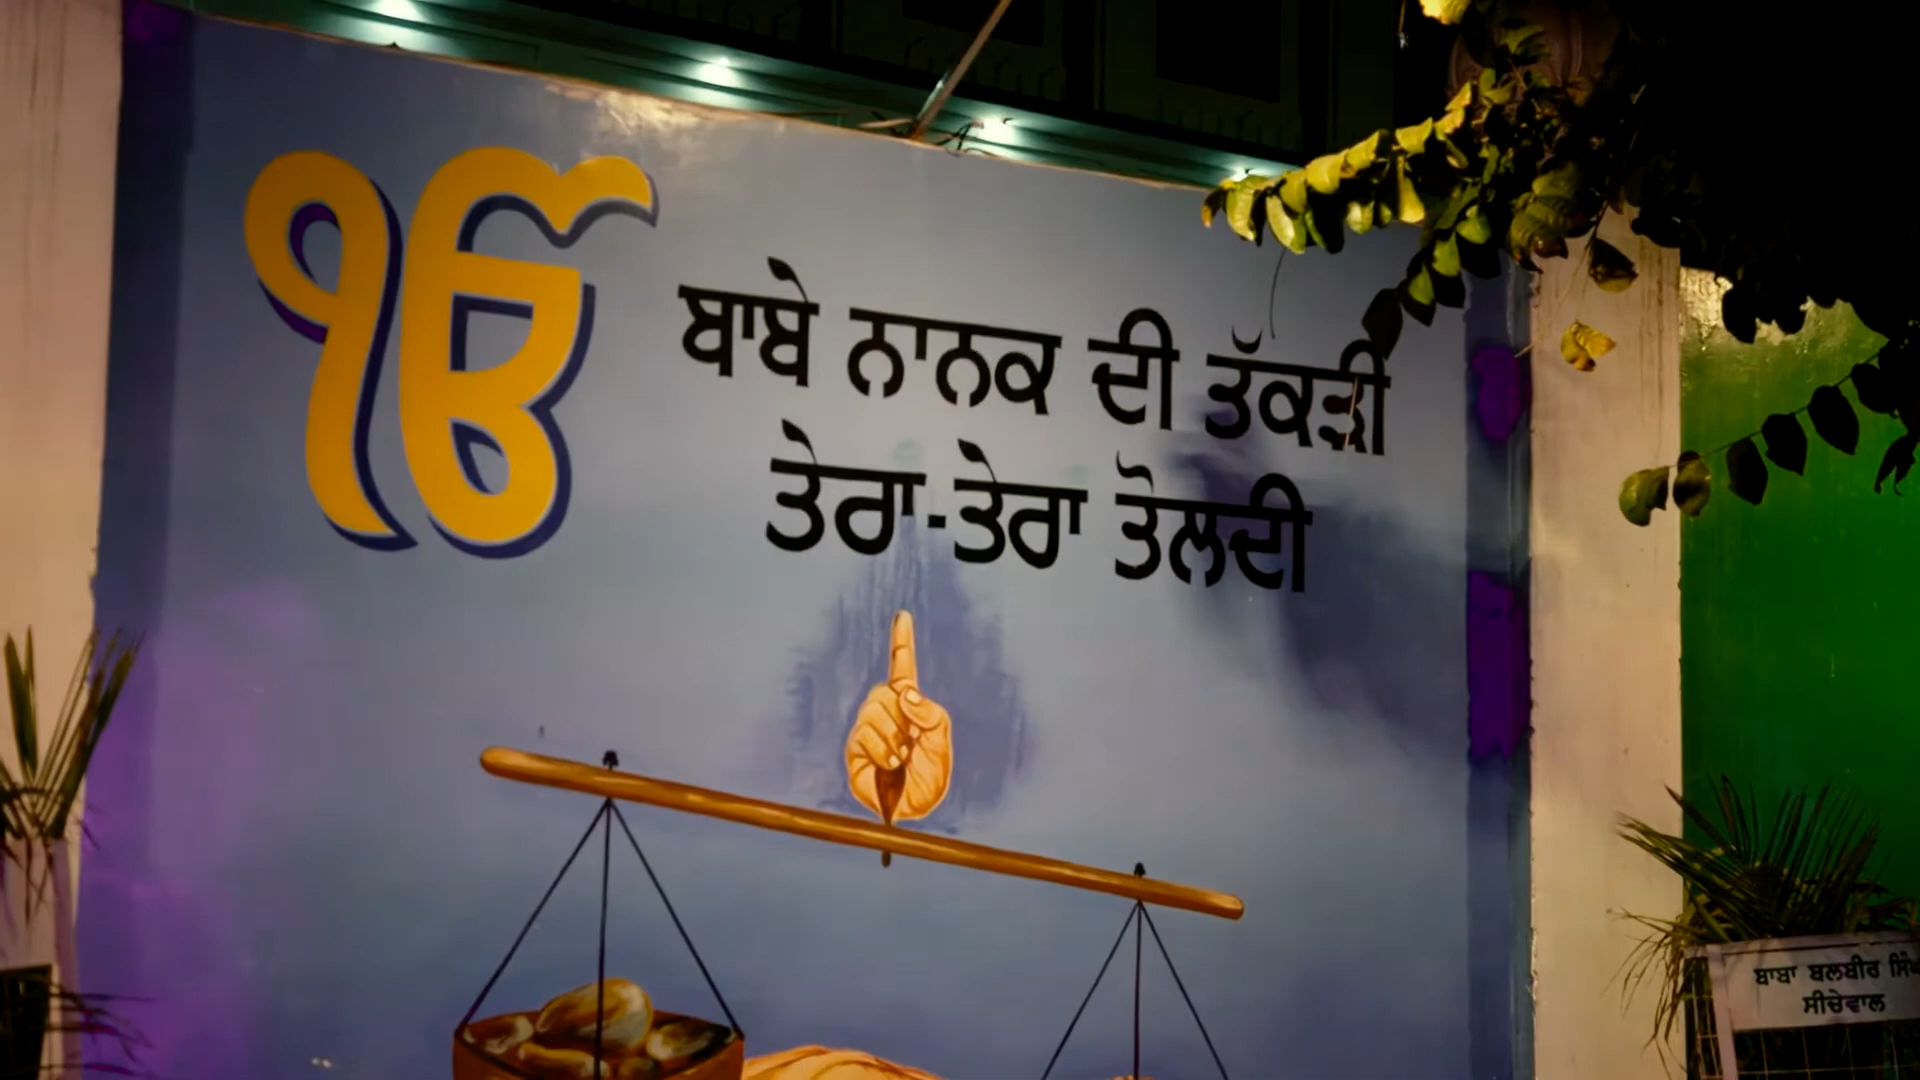 ੴ
ਬਾਬੇ ਨਾਨਕ ਦੀ ਤੱਕੜੀ
ਤੇਰਾ-ਤੇਰਾ ਤੋਲਦੀ
ਬਾਬਾ ਬਲਬੀਰ ਸਿੰਘ
ਸੀਚੇਵਾਲ